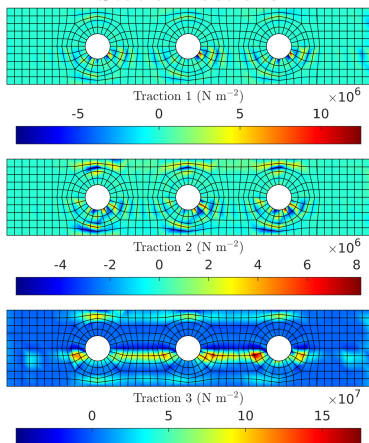 Traction 1 (N m⁻²) ×10⁶
-5 0 5 10
Traction 2 (N m⁻²) ×10⁶
-4 -2 0 2 4 6 8
Traction 3 (N m⁻²) ×10⁷
0 5 10 15